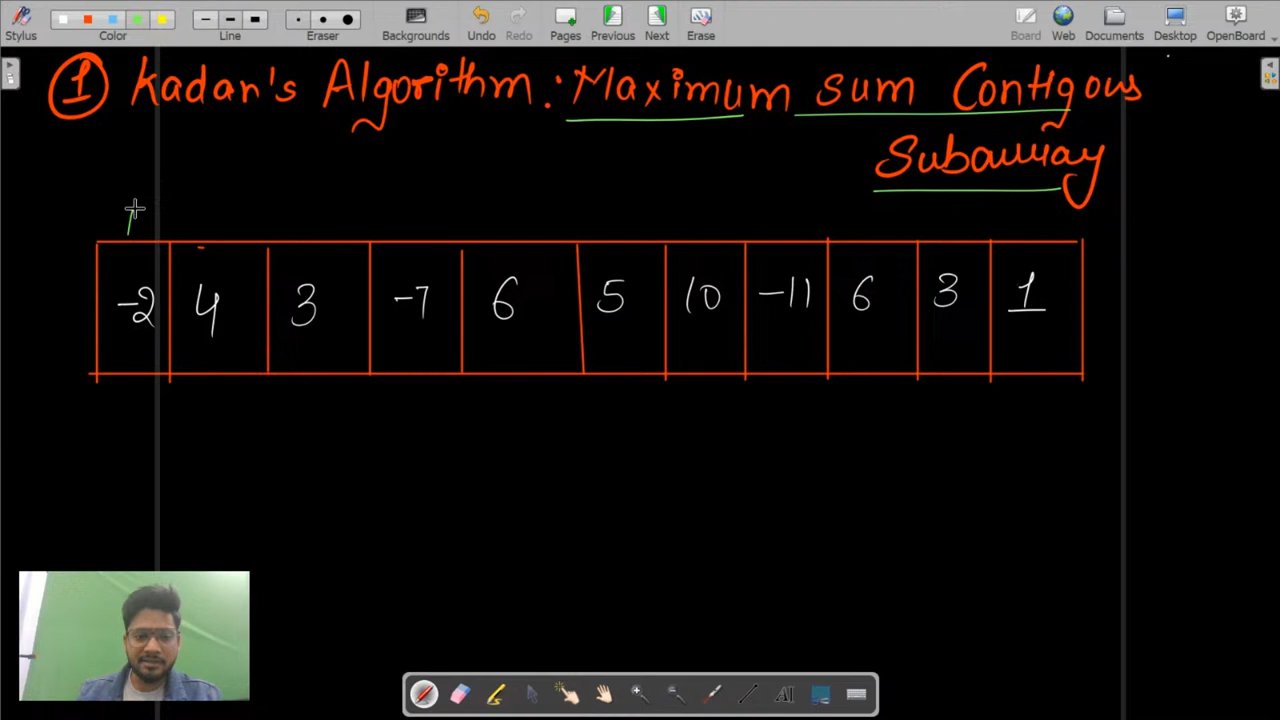 Stylus Color Line Eraser Backgrounds Undo Redo Pages Previous Next Erase Board Web Documents Desktop OpenBoard
① Kadan's Algorithm : Maximum sum Contigous
Subarray
-2 4 3 -7 6 5 10 -11 6 3 1